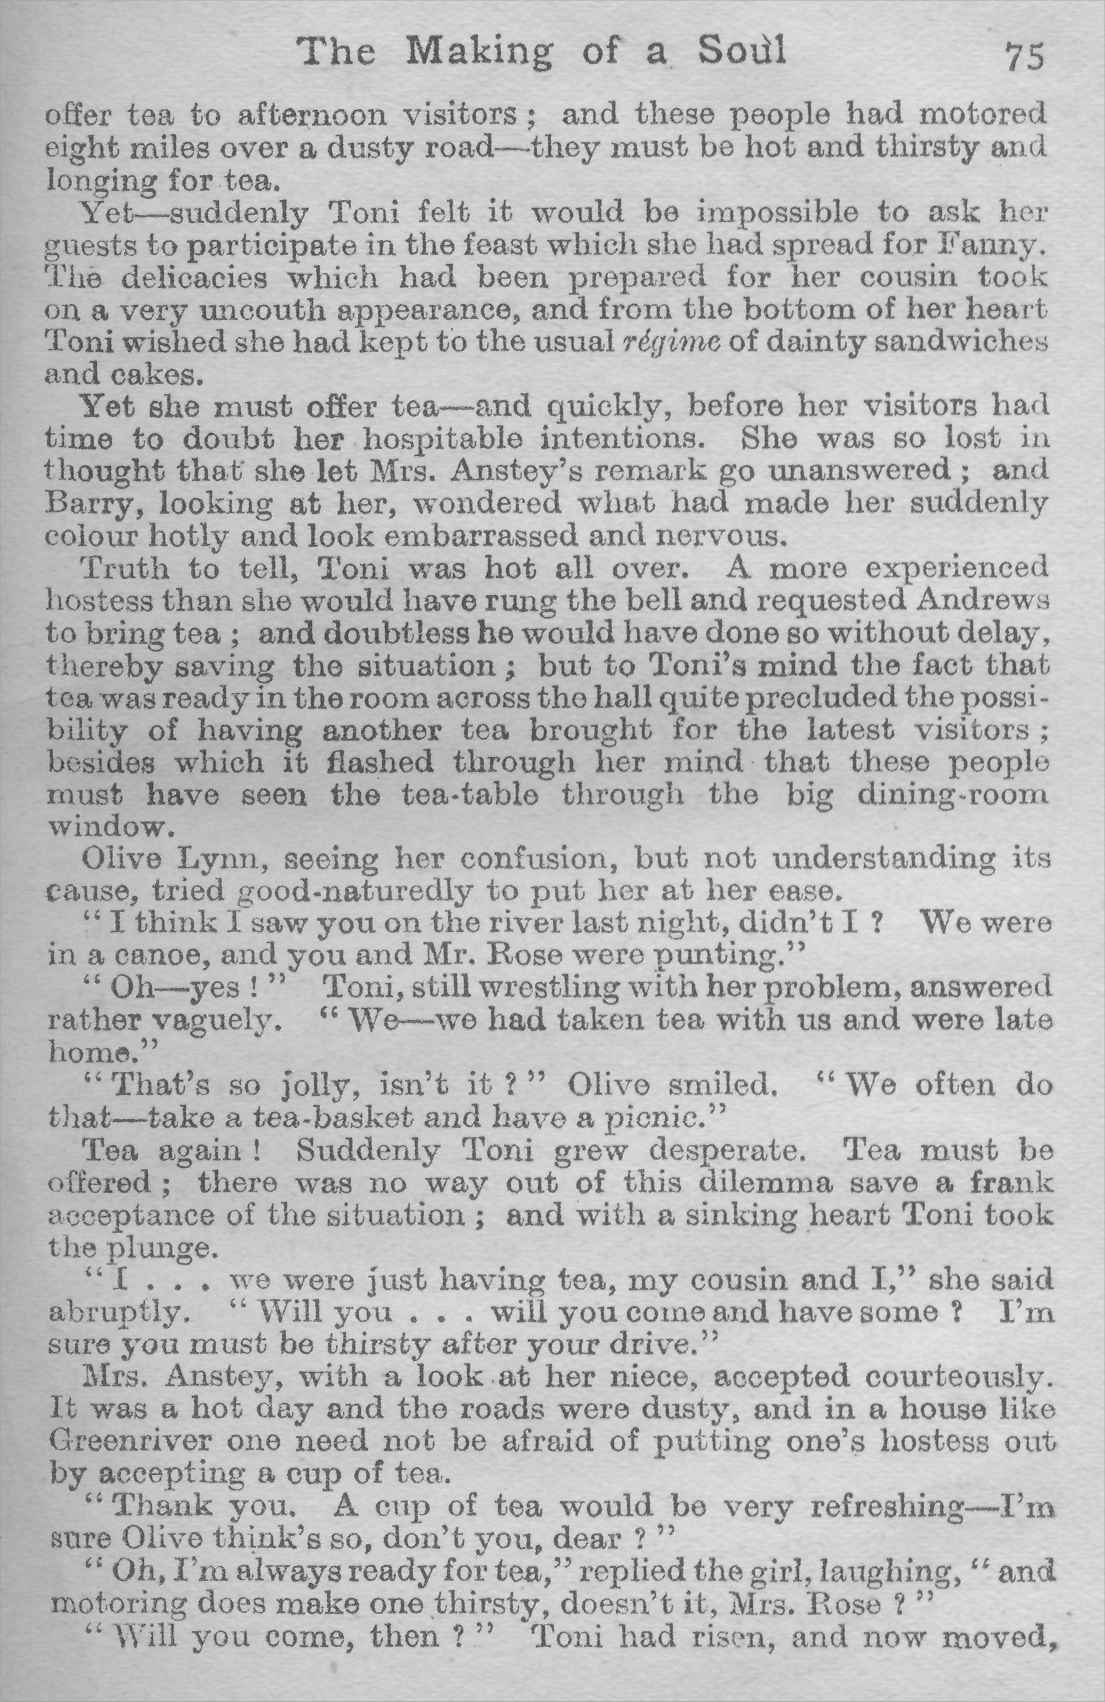 The Making of a Soul 75
offer tea to afternoon visitors ; and these people had motored
eight miles over a dusty road—they must be hot and thirsty and
longing for tea.
Yet—suddenly Toni felt it would be impossible to ask her
guests to participate in the feast which she had spread for Fanny.
The delicacies which had been prepared for her cousin took
on a very uncouth appearance, and from the bottom of her heart
Toni wished she had kept to the usual régime of dainty sandwiches
and cakes.
Yet she must offer tea—and quickly, before her visitors had
time to doubt her hospitable intentions. She was so lost in
thought that she let Mrs. Anstey's remark go unanswered ; and
Barry, looking at her, wondered what had made her suddenly
colour hotly and look embarrassed and nervous.
Truth to tell, Toni was hot all over. A more experienced
hostess than she would have rung the bell and requested Andrews
to bring tea ; and doubtless he would have done so without delay,
thereby saving the situation ; but to Toni's mind the fact that
tea was ready in the room across the hall quite precluded the possi-
bility of having another tea brought for the latest visitors ;
besides which it flashed through her mind that these people
must have seen the tea-table through the big dining-room
window.
Olive Lynn, seeing her confusion, but not understanding its
cause, tried good-naturedly to put her at her ease.
“ I think I saw you on the river last night, didn't I ? We were
in a canoe, and you and Mr. Rose were punting.”
“ Oh—yes ! ” Toni, still wrestling with her problem, answered
rather vaguely. “ We—we had taken tea with us and were late
home.”
“ That's so jolly, isn't it ? ” Olive smiled. “ We often do
that—take a tea-basket and have a picnic.”
Tea again ! Suddenly Toni grew desperate. Tea must be
offered ; there was no way out of this dilemma save a frank
acceptance of the situation ; and with a sinking heart Toni took
the plunge.
“ I . . . we were just having tea, my cousin and I,” she said
abruptly. “ Will you . . . will you come and have some ? I'm
sure you must be thirsty after your drive.”
Mrs. Anstey, with a look at her niece, accepted courteously.
It was a hot day and the roads were dusty, and in a house like
Greenriver one need not be afraid of putting one's hostess out
by accepting a cup of tea.
“ Thank you. A cup of tea would be very refreshing—I'm
sure Olive think's so, don't you, dear ? ”
“ Oh, I'm always ready for tea,” replied the girl, laughing, “ and
motoring does make one thirsty, doesn't it, Mrs. Rose ? ”
“ Will you come, then ? ” Toni had risen, and now moved,